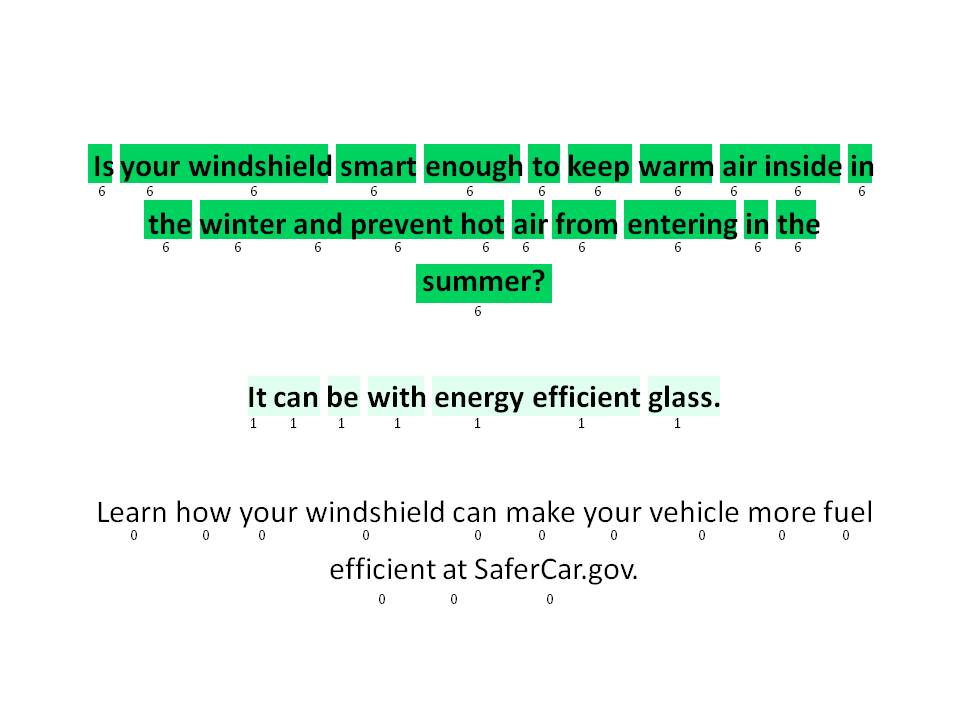 Is your windshield smart enough to keep warm air inside in
6 6 6 6 6 6 6 6 6 6 6
the winter and prevent hot air from entering in the
6 6 6 6 6 6 6 6 6 6
summer?
6
It can be with energy efficient glass.
1 1 1 1 1 1 1
Learn how your windshield can make your vehicle more fuel
0 0 0 0 0 0 0 0 0 0
efficient at SaferCar.gov.
0 0 0